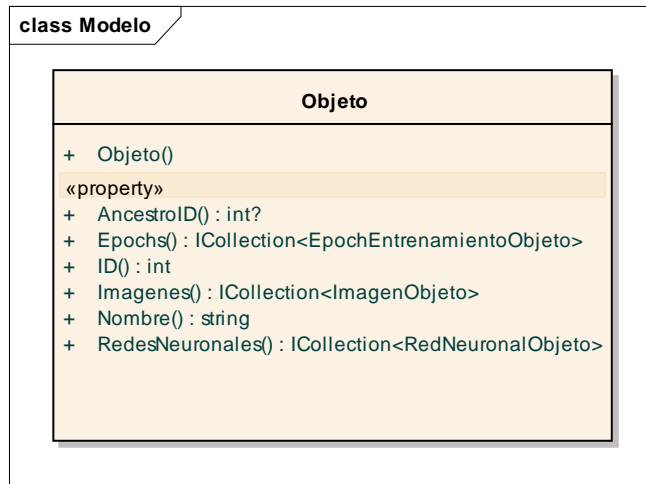 class Modelo
Objeto
+ Objeto()
«property»
+ AncestroID() : int?
+ Epochs() : ICollection<EpochEntrenamientoObjeto>
+ ID() : int
+ Imagenes() : ICollection<ImagenObjeto>
+ Nombre() : string
+ RedesNeuronales() : ICollection<RedNeuronalObjeto>